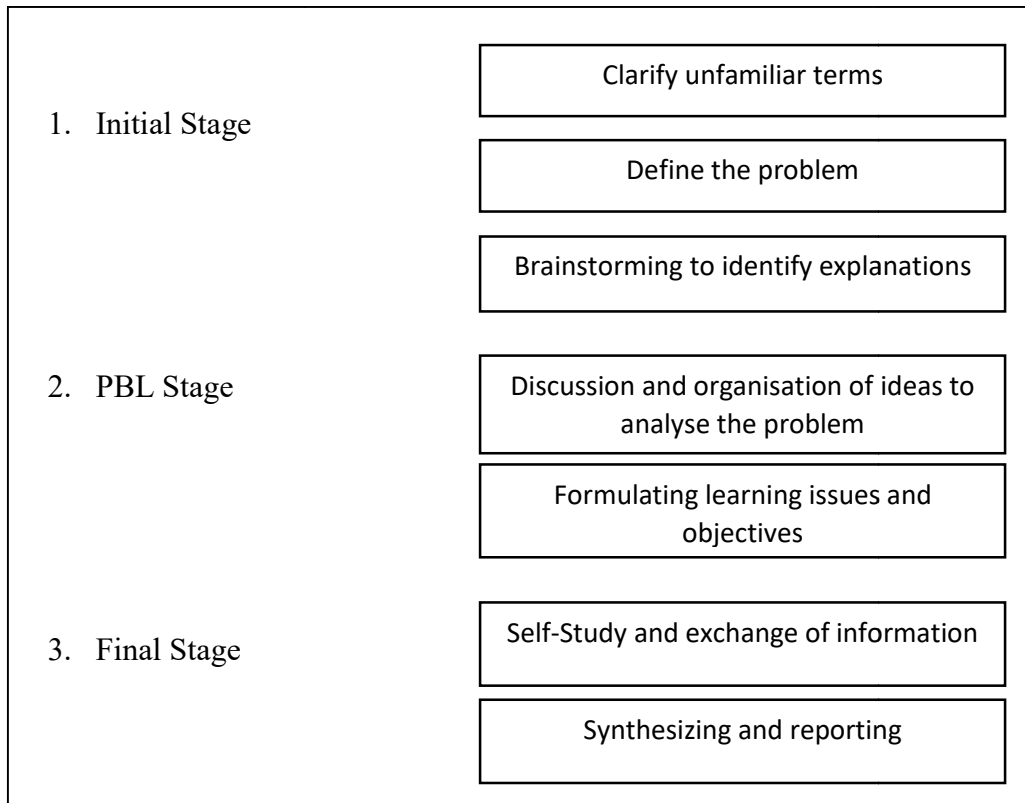 1. Initial Stage
Clarify unfamiliar terms
Define the problem
Brainstorming to identify explanations
2. PBL Stage
Discussion and organisation of ideas to
analyse the problem
Formulating learning issues and
objectives
3. Final Stage
Self-Study and exchange of information
Synthesizing and reporting